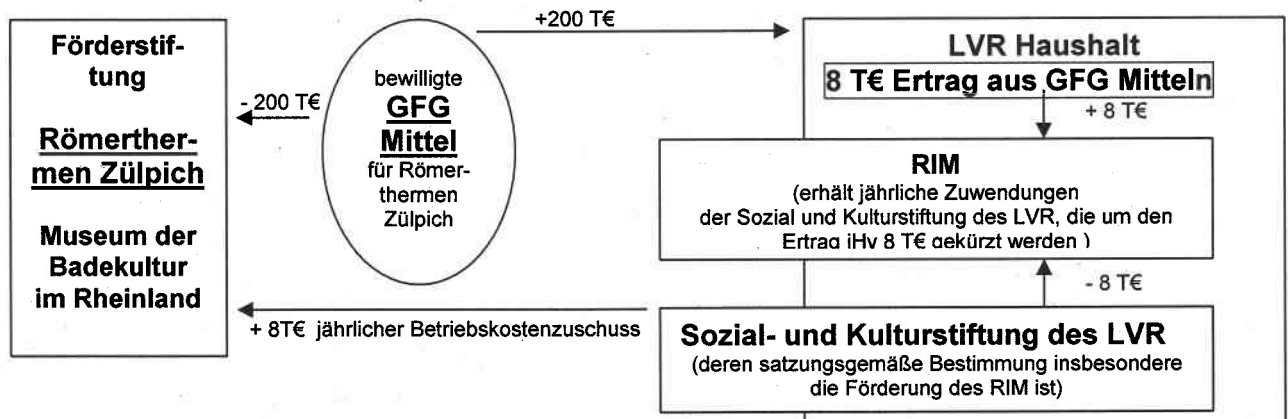 Förderstif-
tung
Römerther-
men Zülpich
Museum der
Badekultur
im Rheinland
- 200 T€
bewilligte
GFG
Mittel
für Römer-
thermen
Zülpich
+200 T€
LVR Haushalt
8 T€ Ertrag aus GFG Mitteln
+ 8 T€
RIM
(erhält jährliche Zuwendungen
der Sozial und Kulturstiftung des LVR, die um den
Ertrag iHv 8 T€ gekürzt werden )
- 8 T€
+ 8T€ jährlicher Betriebskostenzuschuss
Sozial- und Kulturstiftung des LVR
(deren satzungsgemäße Bestimmung insbesondere
die Förderung des RIM ist)